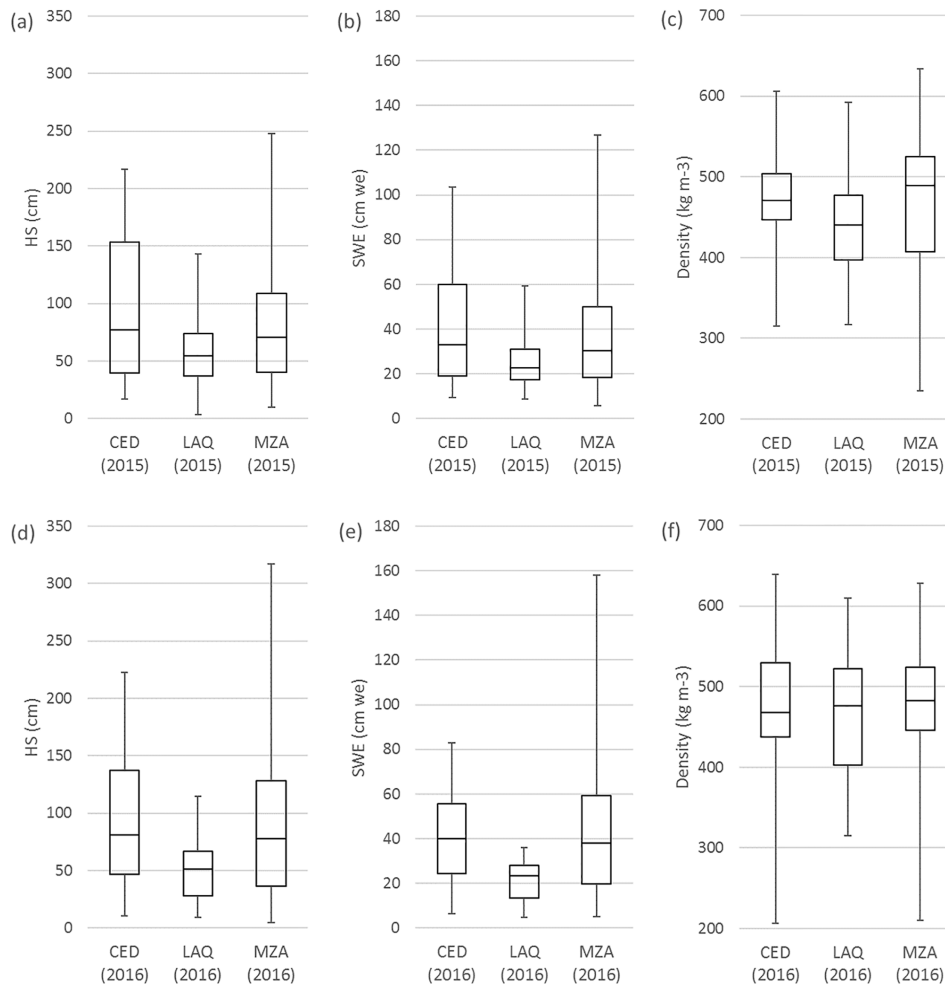 (a)
350
300
250
200
150
100
50
0
HS (cm)
CED LAQ MZA
(2015) (2015) (2015)
(b)
180
160
140
120
100
80
60
40
20
0
SWE (cm we)
CED LAQ MZA
(2015) (2015) (2015)
(c)
700
600
500
400
300
200
Density (kg m-3)
CED LAQ MZA
(2015) (2015) (2015)
(d)
350
300
250
200
150
100
50
0
HS (cm)
CED LAQ MZA
(2016) (2016) (2016)
(e)
180
160
140
120
100
80
60
40
20
0
SWE (cm we)
CED LAQ MZA
(2016) (2016) (2016)
(f)
700
600
500
400
300
200
Density (kg m-3)
CED LAQ MZA
(2016) (2016) (2016)